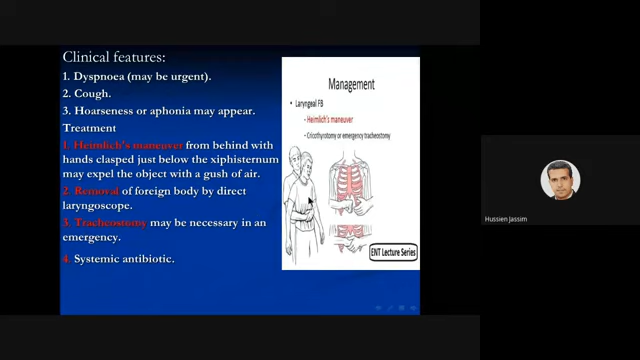 Clinical features:
1. Dyspnoea (may be urgent).
2. Cough.
3. Hoarseness or aphonia may appear.
Treatment
1. Heimlich's maneuver from behind with
hands clasped just below the xiphisternum
may expel the object with a gush of air.
2. Removal of foreign body by direct
laryngoscope.
3. Tracheostomy may be necessary in an
emergency.
4. Systemic antibiotic.
Management
• Laryngeal FB
- Heimlich's maneuver
- Cricothyrotomy or emergency tracheostomy
ENT Lecture Series
Hussien Jassim